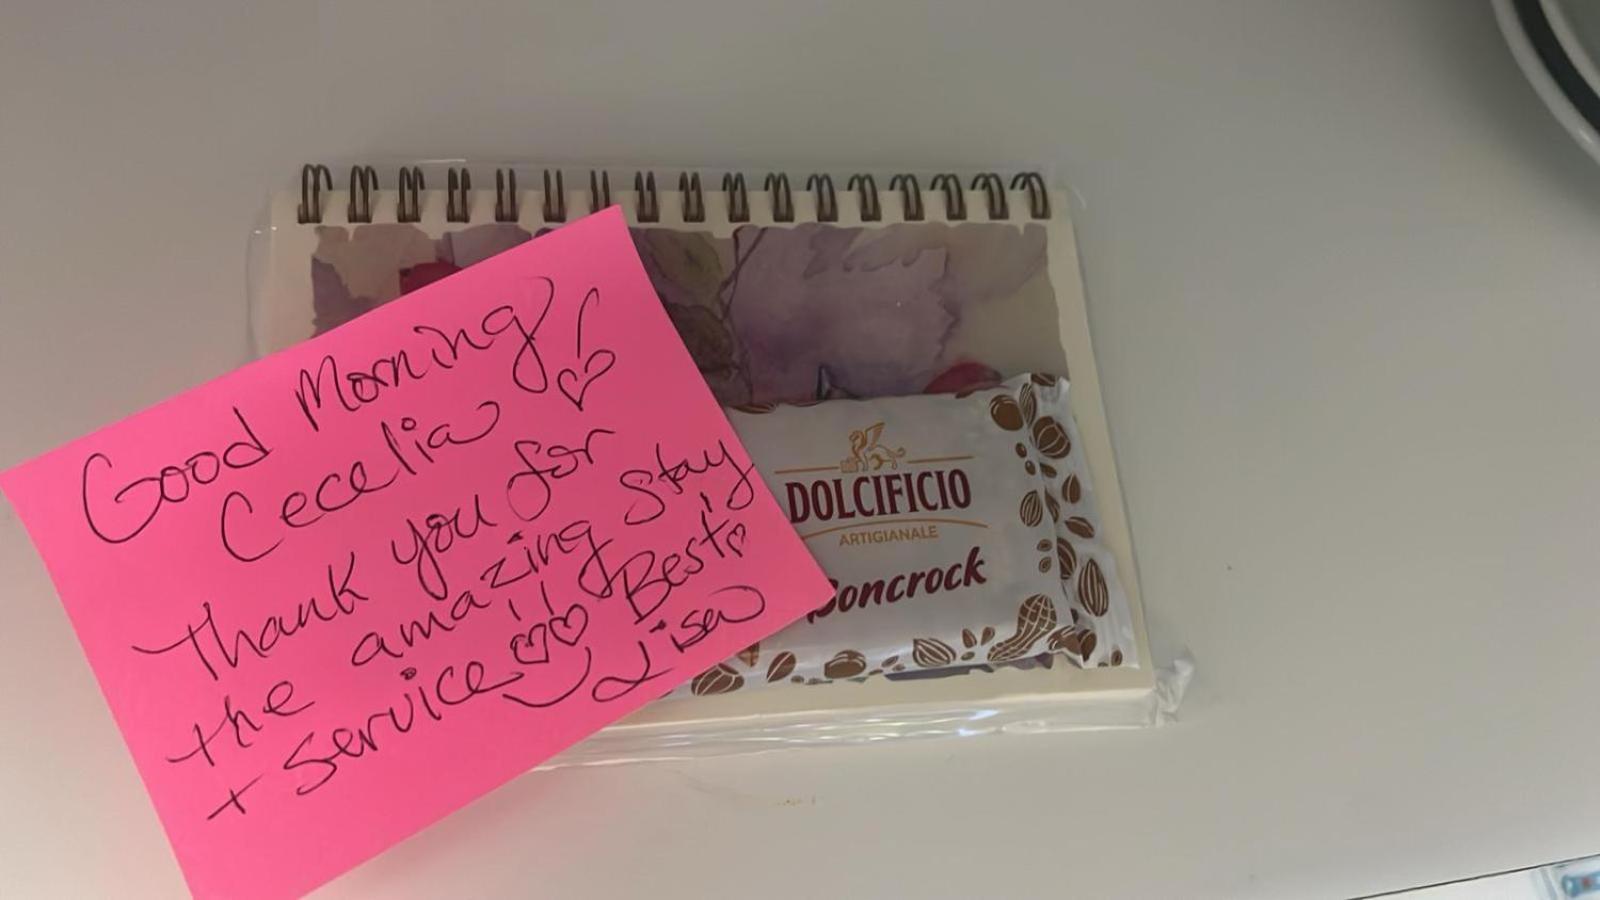 Good Morning!
Cecelia
Thank you for
the amazing stay
+ service!! Best!
Lisa
DOLCIFICIO
ARTIGIANALE
Boncrock